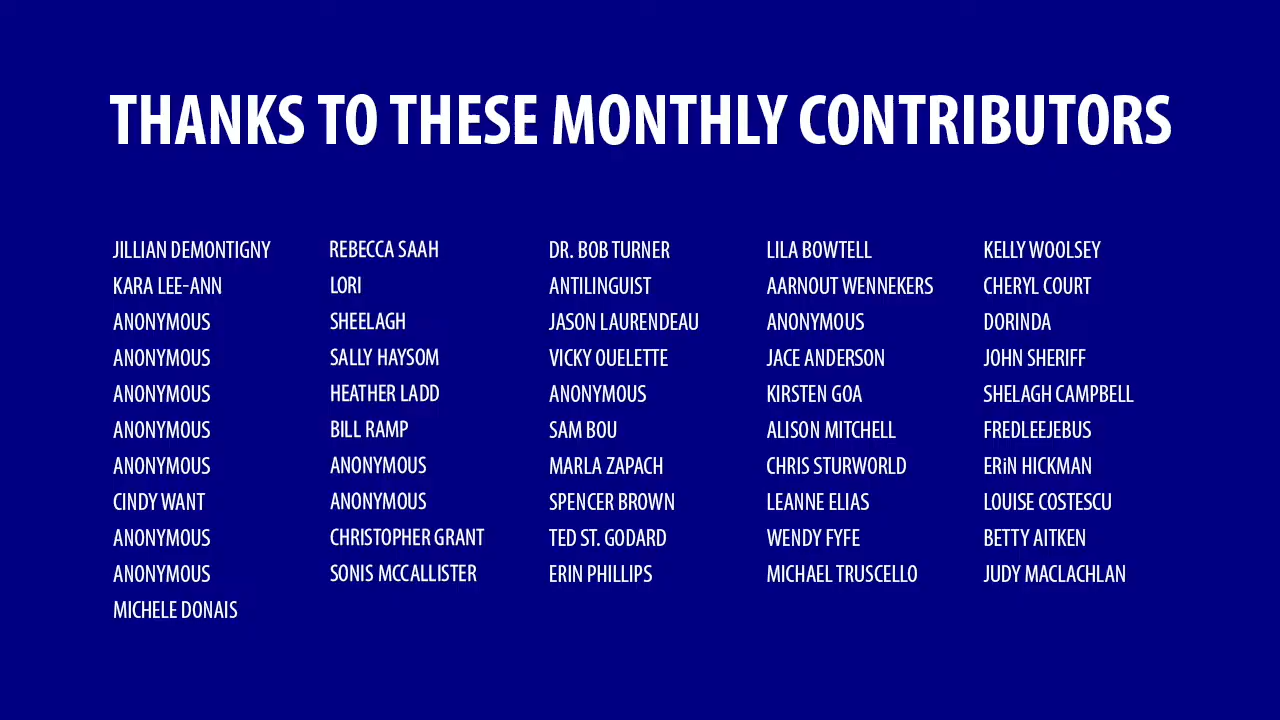 THANKS TO THESE MONTHLY CONTRIBUTORS
JILLIAN DEMONTIGNY
KARA LEE-ANN
ANONYMOUS
ANONYMOUS
ANONYMOUS
ANONYMOUS
ANONYMOUS
CINDY WANT
ANONYMOUS
ANONYMOUS
MICHELE DONAIS
REBECCA SAAH
LORI
SHEELAGH
SALLY HAYSOM
HEATHER LADD
BILL RAMP
ANONYMOUS
ANONYMOUS
CHRISTOPHER GRANT
SONIS MCCALLISTER
DR. BOB TURNER
ANTILINGUIST
JASON LAURENDEAU
VICKY OUELETTE
ANONYMOUS
SAM BOU
MARLA ZAPACH
SPENCER BROWN
TED ST. GODARD
ERIN PHILLIPS
LILA BOWTELL
AARNOUT WENNEKERS
ANONYMOUS
JACE ANDERSON
KIRSTEN GOA
ALISON MITCHELL
CHRIS STURWORLD
LEANNE ELIAS
WENDY FYFE
MICHAEL TRUSCELLO
KELLY WOOLSEY
CHERYL COURT
DORINDA
JOHN SHERIFF
SHELAGH CAMPBELL
FREDLEEJEBUS
ERiN HICKMAN
LOUISE COSTESCU
BETTY AITKEN
JUDY MACLACHLAN